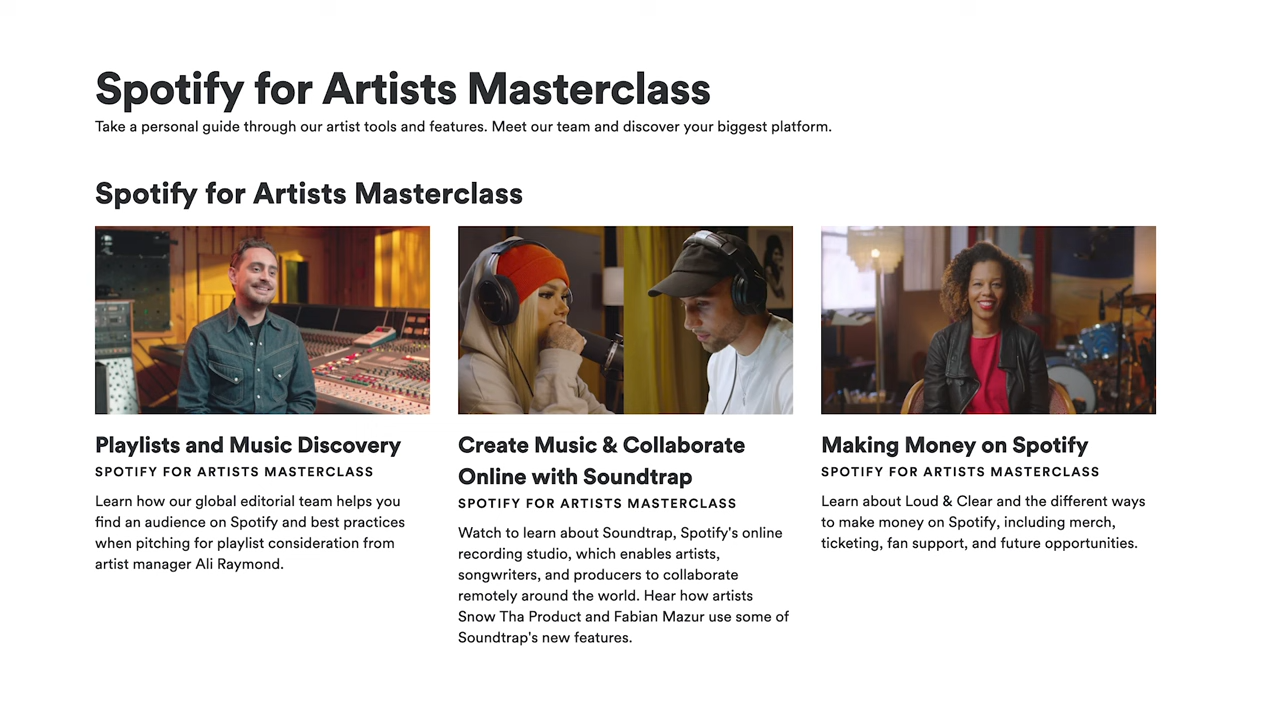 Spotify for Artists Masterclass
Take a personal guide through our artist tools and features. Meet our team and discover your biggest platform.
Spotify for Artists Masterclass
Playlists and Music Discovery
SPOTIFY FOR ARTISTS MASTERCLASS
Learn how our global editorial team helps you
find an audience on Spotify and best practices
when pitching for playlist consideration from
artist manager Ali Raymond.
Create Music & Collaborate
Online with Soundtrap
SPOTIFY FOR ARTISTS MASTERCLASS
Watch to learn about Soundtrap, Spotify's online
recording studio, which enables artists,
songwriters, and producers to collaborate
remotely around the world. Hear how artists
Snow Tha Product and Fabian Mazur use some of
Soundtrap's new features.
Making Money on Spotify
SPOTIFY FOR ARTISTS MASTERCLASS
Learn about Loud & Clear and the different ways
to make money on Spotify, including merch,
ticketing, fan support, and future opportunities.